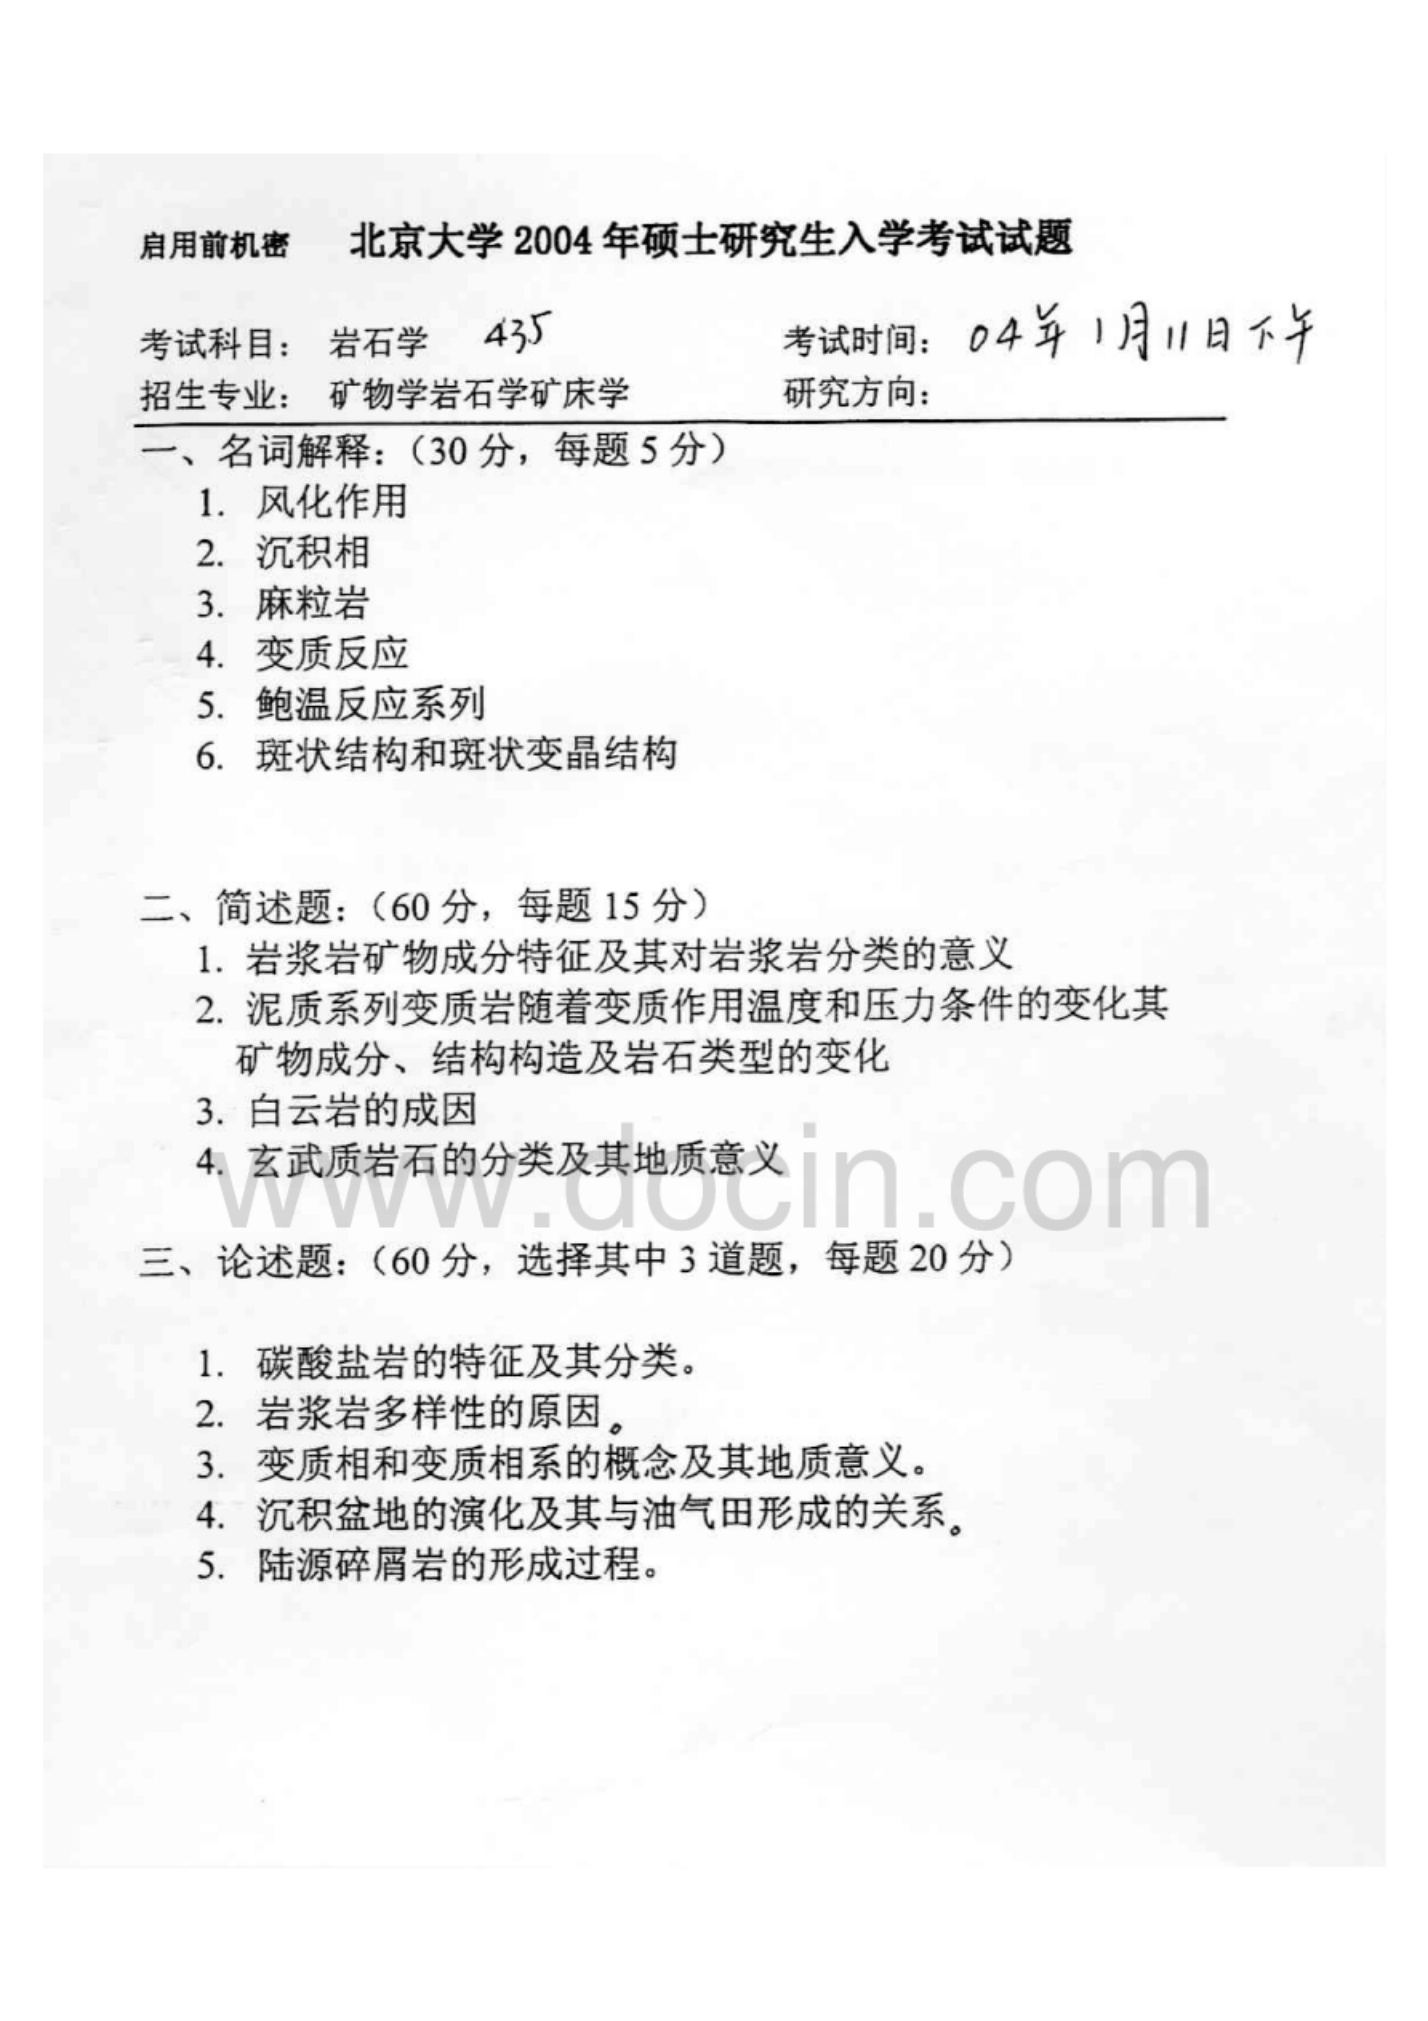 启用前机密 北京大学 2004 年硕士研究生入学考试试题
考试科目: 岩石学 435 考试时间: 04年1月11日下午
招生专业: 矿物学岩石学矿床学 研究方向:
一、名词解释:（30 分，每题 5 分）
1. 风化作用
2. 沉积相
3. 麻粒岩
4. 变质反应
5. 鲍温反应系列
6. 斑状结构和斑状变晶结构
二、简述题:（60 分，每题 15 分）
1. 岩浆岩矿物成分特征及其对岩浆岩分类的意义
2. 泥质系列变质岩随着变质作用温度和压力条件的变化其
矿物成分、结构构造及岩石类型的变化
3. 白云岩的成因
4. 玄武质岩石的分类及其地质意义
www.docin.com
三、论述题:（60 分，选择其中 3 道题，每题 20 分）
1. 碳酸盐岩的特征及其分类。
2. 岩浆岩多样性的原因。
3. 变质相和变质相系的概念及其地质意义。
4. 沉积盆地的演化及其与油气田形成的关系。
5. 陆源碎屑岩的形成过程。